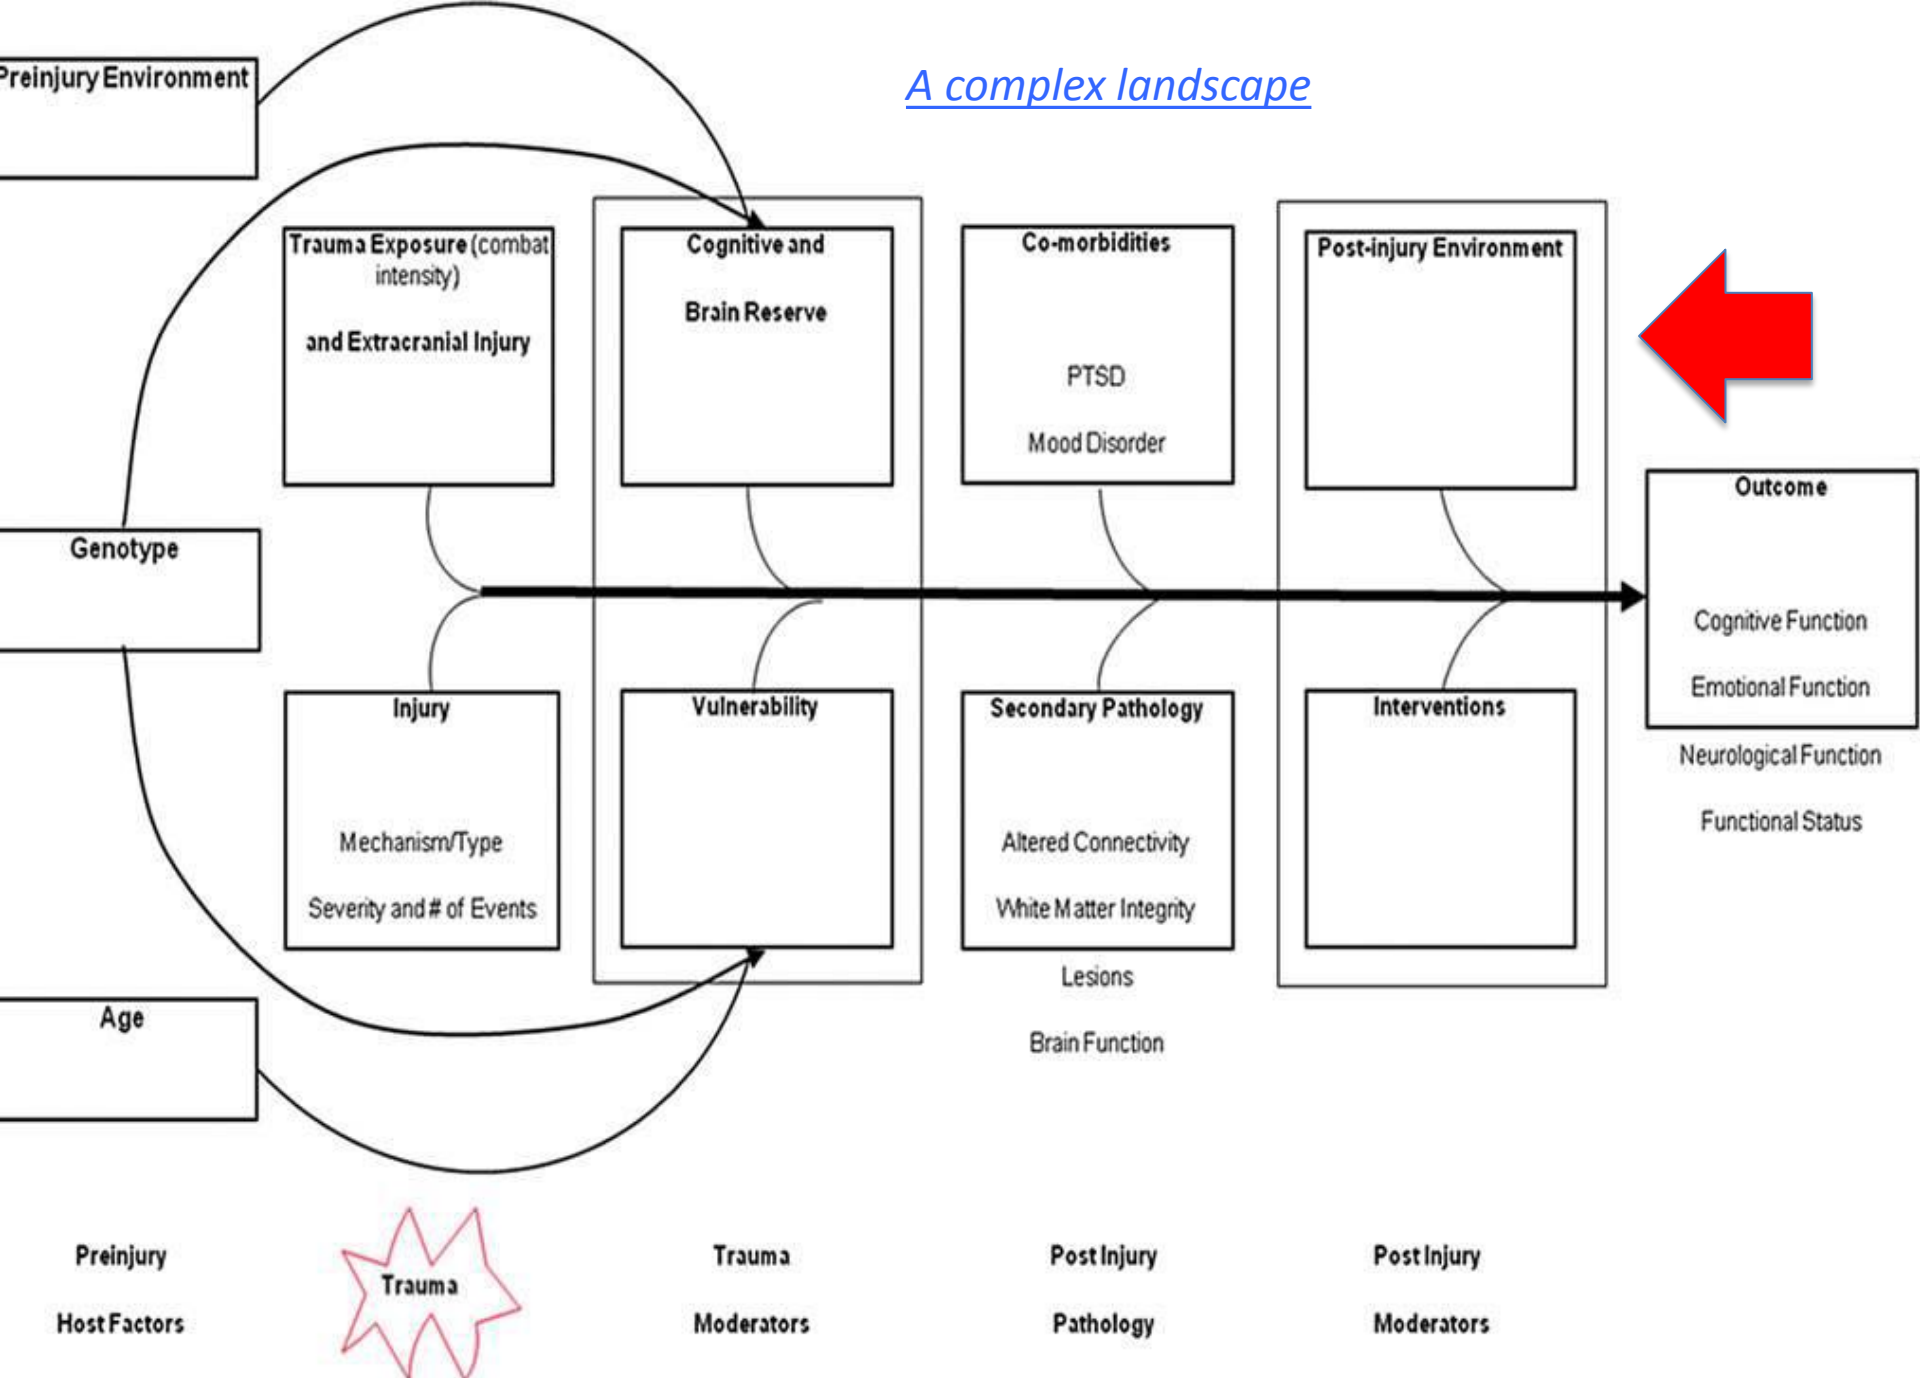 A complex landscape
Preinjury Environment
Trauma Exposure (combat
intensity)
and Extracranial Injury
Cognitive and
Brain Reserve
Co-morbidities
PTSD
Mood Disorder
Post-injury Environment
Outcome
Cognitive Function
Emotional Function
Neurological Function
Functional Status
Genotype
Injury
Mechanism/Type
Severity and # of Events
Vulnerability
Secondary Pathology
Altered Connectivity
White Matter Integrity
Lesions
Brain Function
Interventions
Age
Preinjury
Host Factors
Trauma
Trauma
Moderators
Post Injury
Pathology
Post Injury
Moderators